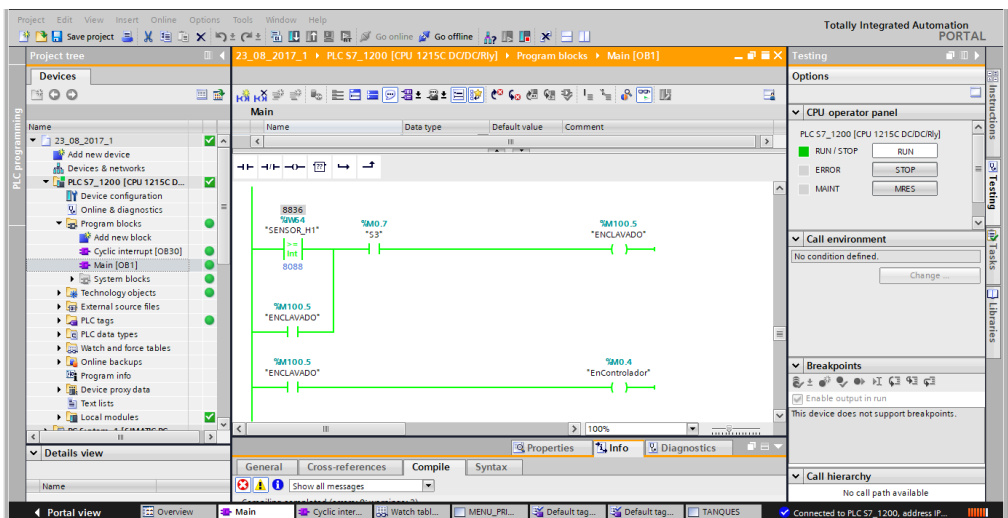 Project Edit View Insert Online Options Tools Window Help
Totally Integrated Automation
PORTAL
Save project
Go online
Go offline
Project tree
23_08_2017_1 PLC S7_1200 [CPU 1215C DC/DC/Rly] Program blocks Main [OB1]
Testing
Devices
Options
PLC programming
Main
Name
Name Data type Default value Comment
23_08_2017_1
Add new device
Devices & networks
PLC S7_1200 [CPU 1215C D...
Device configuration
Online & diagnostics
Program blocks
Add new block
Cyclic interrupt [OB30]
Main [OB1]
System blocks
Technology objects
External source files
PLC tags
PLC data types
Watch and force tables
Online backups
Program info
Device proxy data
Text lists
Local modules
Details view
Name
8836
%IW64
"SENSOR_H1"
>=
Int
8088
%M0.7
"S3"
%M100.5
"ENCLAVADO"
%M100.5
"ENCLAVADO"
%M100.5
"ENCLAVADO"
%M0.4
"EnControlador"
100%
Properties Info Diagnostics
General Cross-references Compile Syntax
Show all messages
CPU operator panel
PLC S7_1200 [CPU 1215C DC/DC/Rly]
RUN / STOP RUN
ERROR STOP
MAINT MRES
Call environment
No condition defined.
Change ...
Breakpoints
Enable output in run
This device does not support breakpoints.
Call hierarchy
No call path available
Instructions
Testing
Tasks
Libraries
Portal view Overview Main Cyclic inter... Watch tabl... MENU_PRI... Default tag... Default tag... TANQUES Connected to PLC S7_1200, address IP...